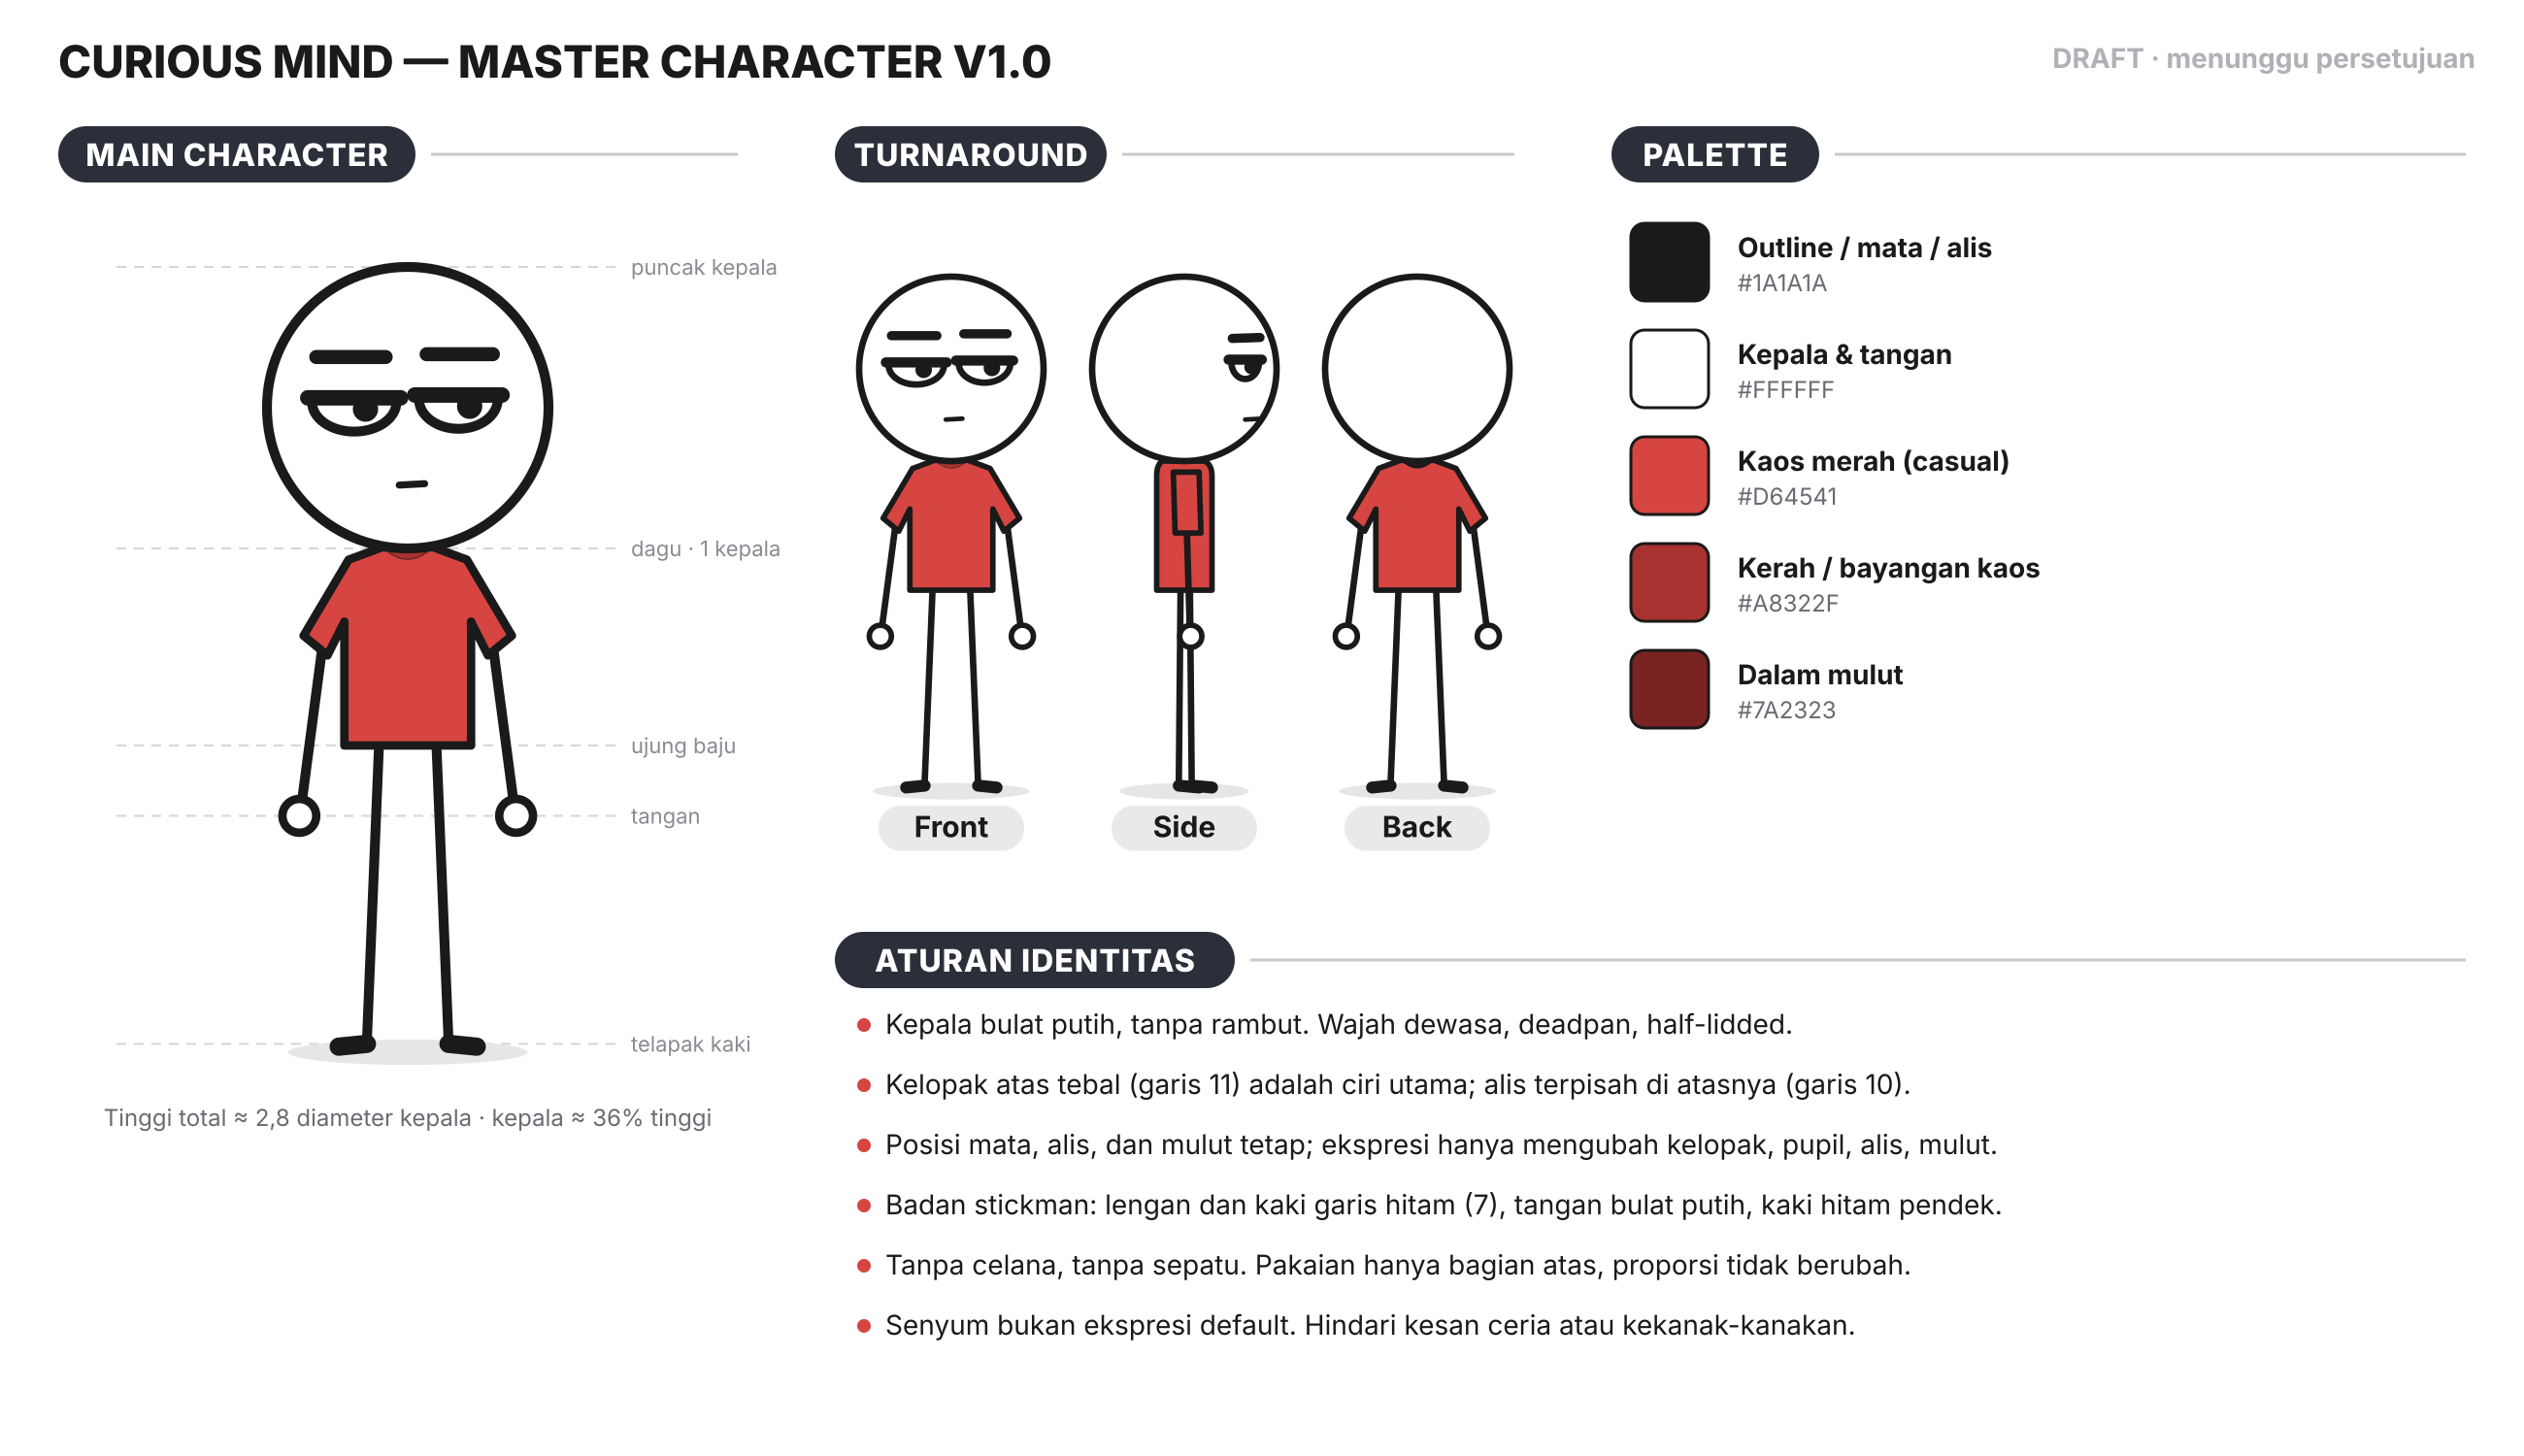 CURIOUS MIND — MASTER CHARACTER V1.0
DRAFT · menunggu persetujuan
MAIN CHARACTER
puncak kepala
dagu · 1 kepala
ujung baju
tangan
telapak kaki
Tinggi total ≈ 2,8 diameter kepala · kepala ≈ 36% tinggi
TURNAROUND
Front
Side
Back
PALETTE
Outline / mata / alis
#1A1A1A
Kepala & tangan
#FFFFFF
Kaos merah (casual)
#D64541
Kerah / bayangan kaos
#A8322F
Dalam mulut
#7A2323
ATURAN IDENTITAS
Kepala bulat putih, tanpa rambut. Wajah dewasa, deadpan, half-lidded.
Kelopak atas tebal (garis 11) adalah ciri utama; alis terpisah di atasnya (garis 10).
Posisi mata, alis, dan mulut tetap; ekspresi hanya mengubah kelopak, pupil, alis, mulut.
Badan stickman: lengan dan kaki garis hitam (7), tangan bulat putih, kaki hitam pendek.
Tanpa celana, tanpa sepatu. Pakaian hanya bagian atas, proporsi tidak berubah.
Senyum bukan ekspresi default. Hindari kesan ceria atau kekanak-kanakan.